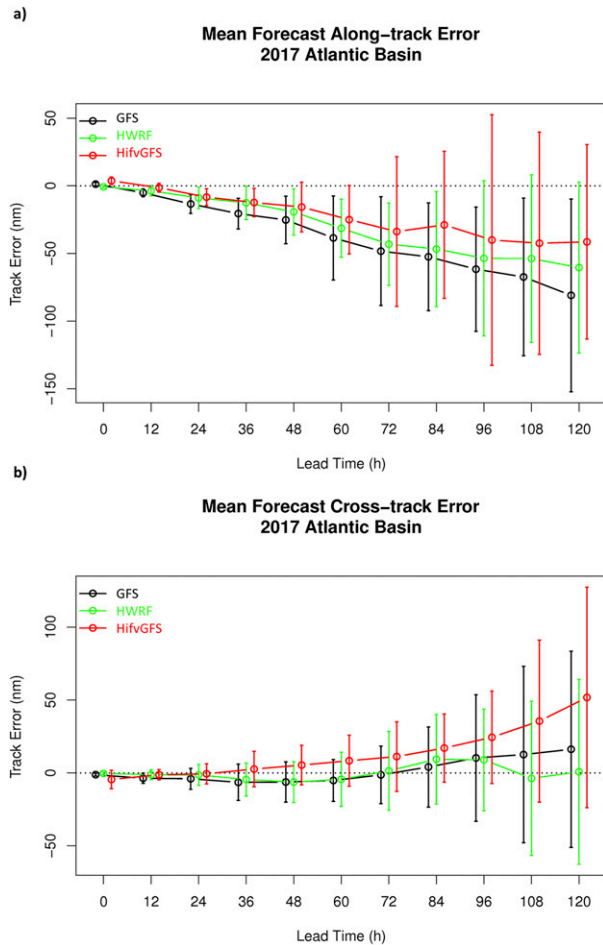 a)
Mean Forecast Along−track Error
2017 Atlantic Basin
GFS
HWRF
HifvGFS
Track Error (nm)
50
0
−50
−100
−150
0 12 24 36 48 60 72 84 96 108 120
Lead Time (h)
b)
Mean Forecast Cross−track Error
2017 Atlantic Basin
GFS
HWRF
HifvGFS
Track Error (nm)
100
50
0
−50
0 12 24 36 48 60 72 84 96 108 120
Lead Time (h)